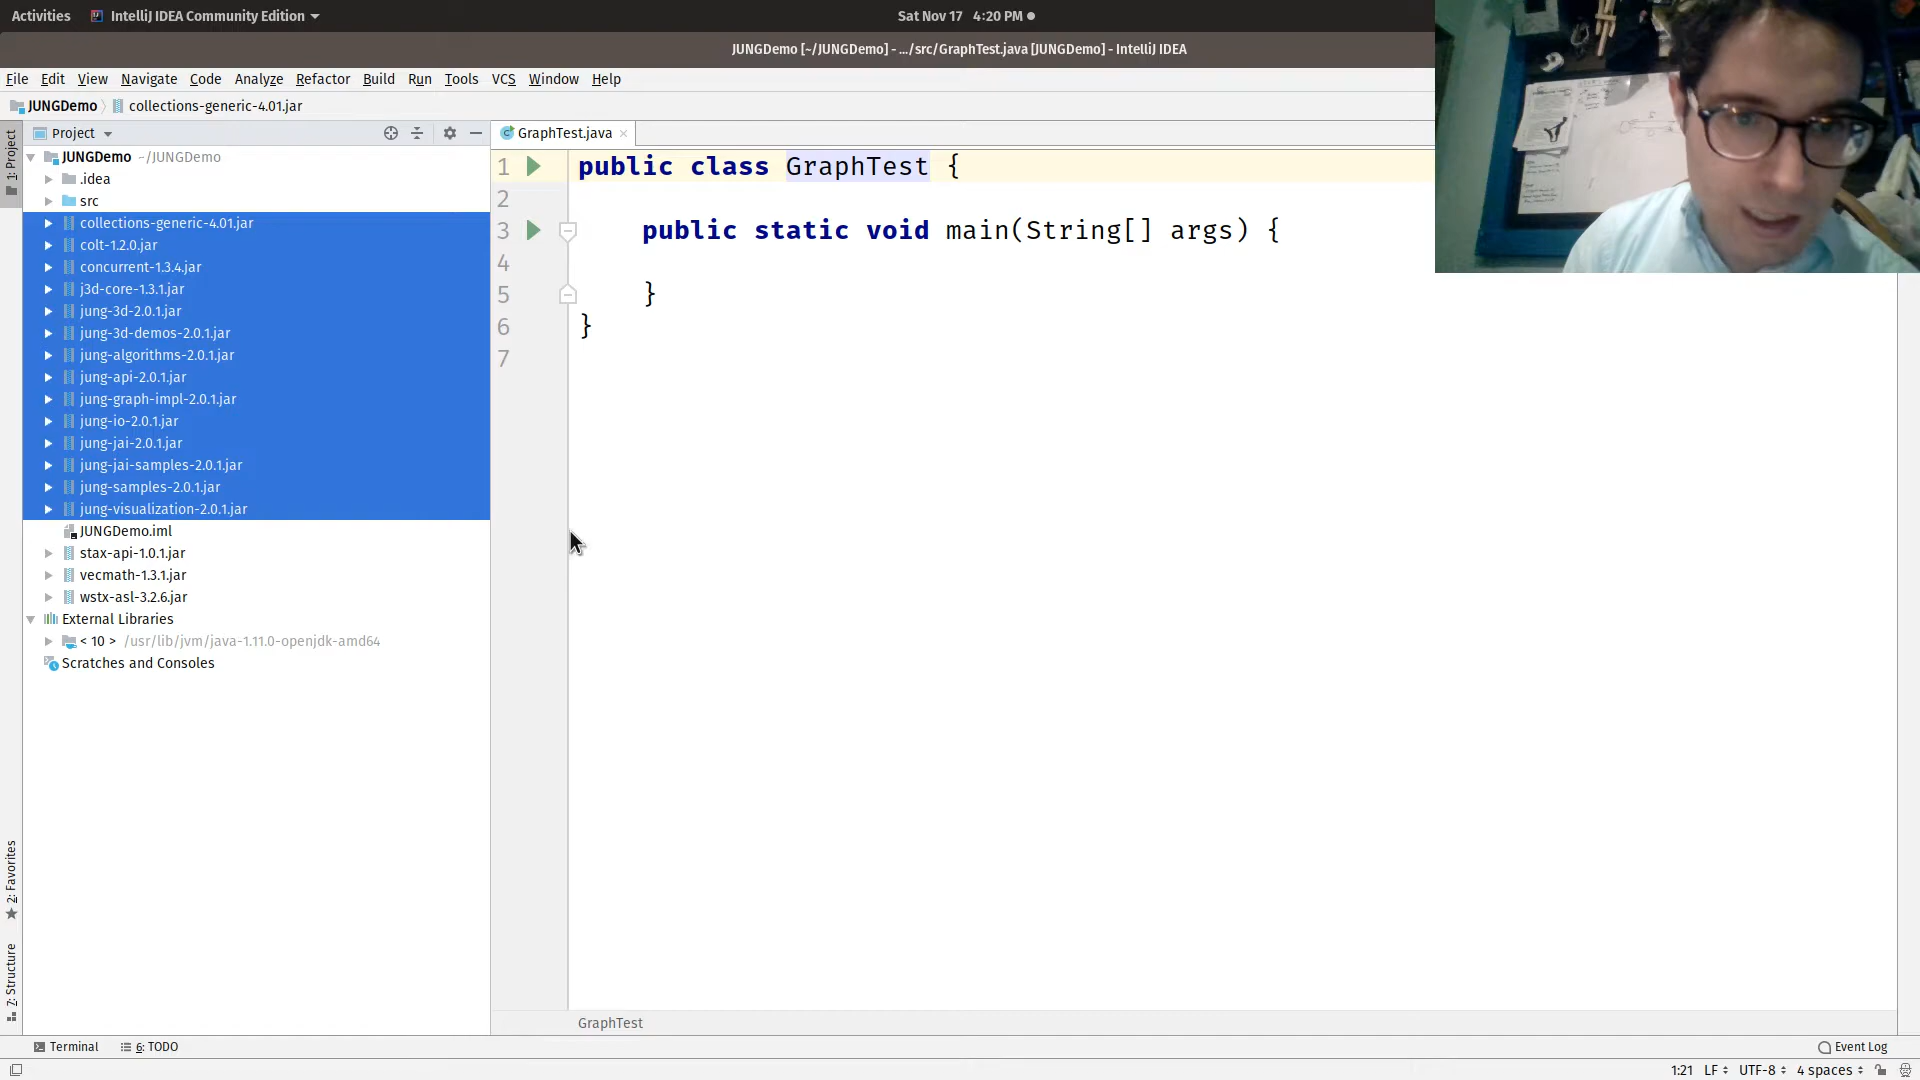 Activities
IntelliJ IDEA Community Edition
Sat Nov 17 4:20 PM
JUNGDemo [~/JUNGDemo] - .../src/GraphTest.java [JUNGDemo] - IntelliJ IDEA
File Edit View Navigate Code Analyze Refactor Build Run Tools VCS Window Help
JUNGDemo collections-generic-4.01.jar
1: Project
Project
GraphTest.java
JUNGDemo ~/JUNGDemo
.idea
src
collections-generic-4.01.jar
colt-1.2.0.jar
concurrent-1.3.4.jar
j3d-core-1.3.1.jar
jung-3d-2.0.1.jar
jung-3d-demos-2.0.1.jar
jung-algorithms-2.0.1.jar
jung-api-2.0.1.jar
jung-graph-impl-2.0.1.jar
jung-io-2.0.1.jar
jung-jai-2.0.1.jar
jung-jai-samples-2.0.1.jar
jung-samples-2.0.1.jar
jung-visualization-2.0.1.jar
JUNGDemo.iml
stax-api-1.0.1.jar
vecmath-1.3.1.jar
wstx-asl-3.2.6.jar
External Libraries
< 10 > /usr/lib/jvm/java-1.11.0-openjdk-amd64
Scratches and Consoles
1 public class GraphTest {
2
3 public static void main(String[] args) {
4
5 }
6 }
7
2: Favorites
7: Structure
GraphTest
Terminal
6: TODO
Event Log
1:21 LF UTF-8 4 spaces